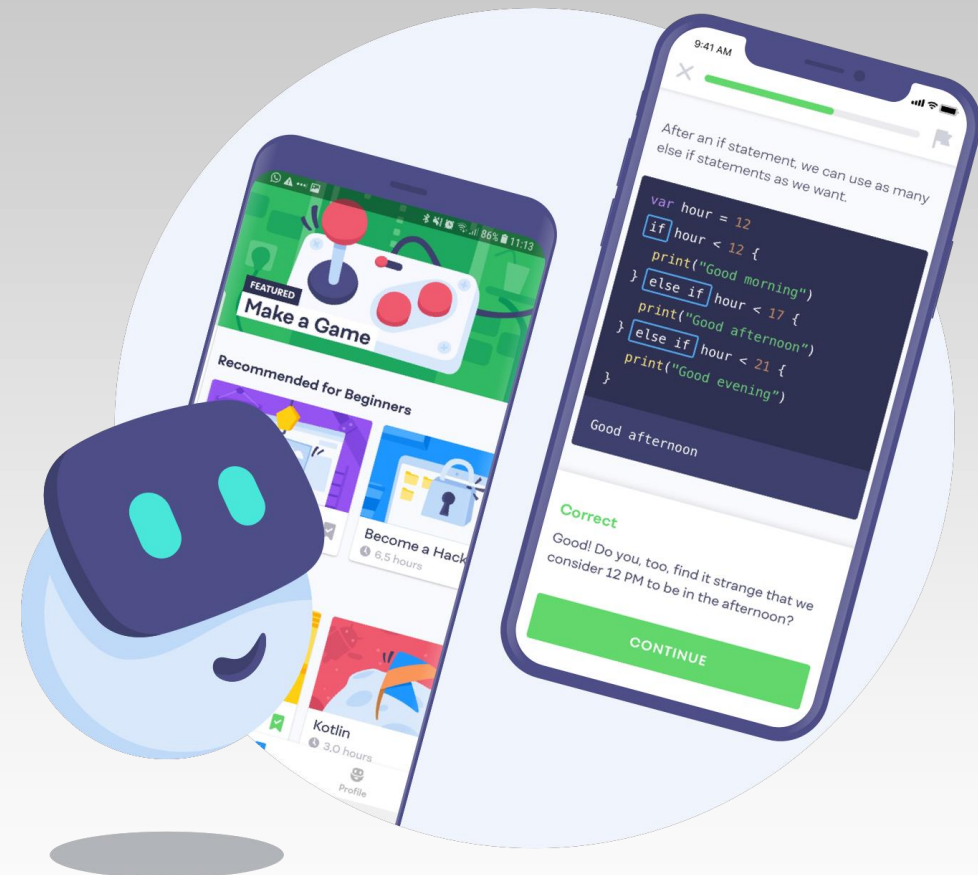 86% 11:13
FEATURED
Make a Game
Recommended for Beginners
Become a Hack
6,5 hours
Kotlin
3,0 hours
Profile
9:41 AM
After an if statement, we can use as many
else if statements as we want.
var hour = 12
if hour < 12 {
print("Good morning")
} else if hour < 17 {
print("Good afternoon")
} else if hour < 21 {
print("Good evening")
}
Good afternoon
Correct
Good! Do you, too, find it strange that we
consider 12 PM to be in the afternoon?
CONTINUE